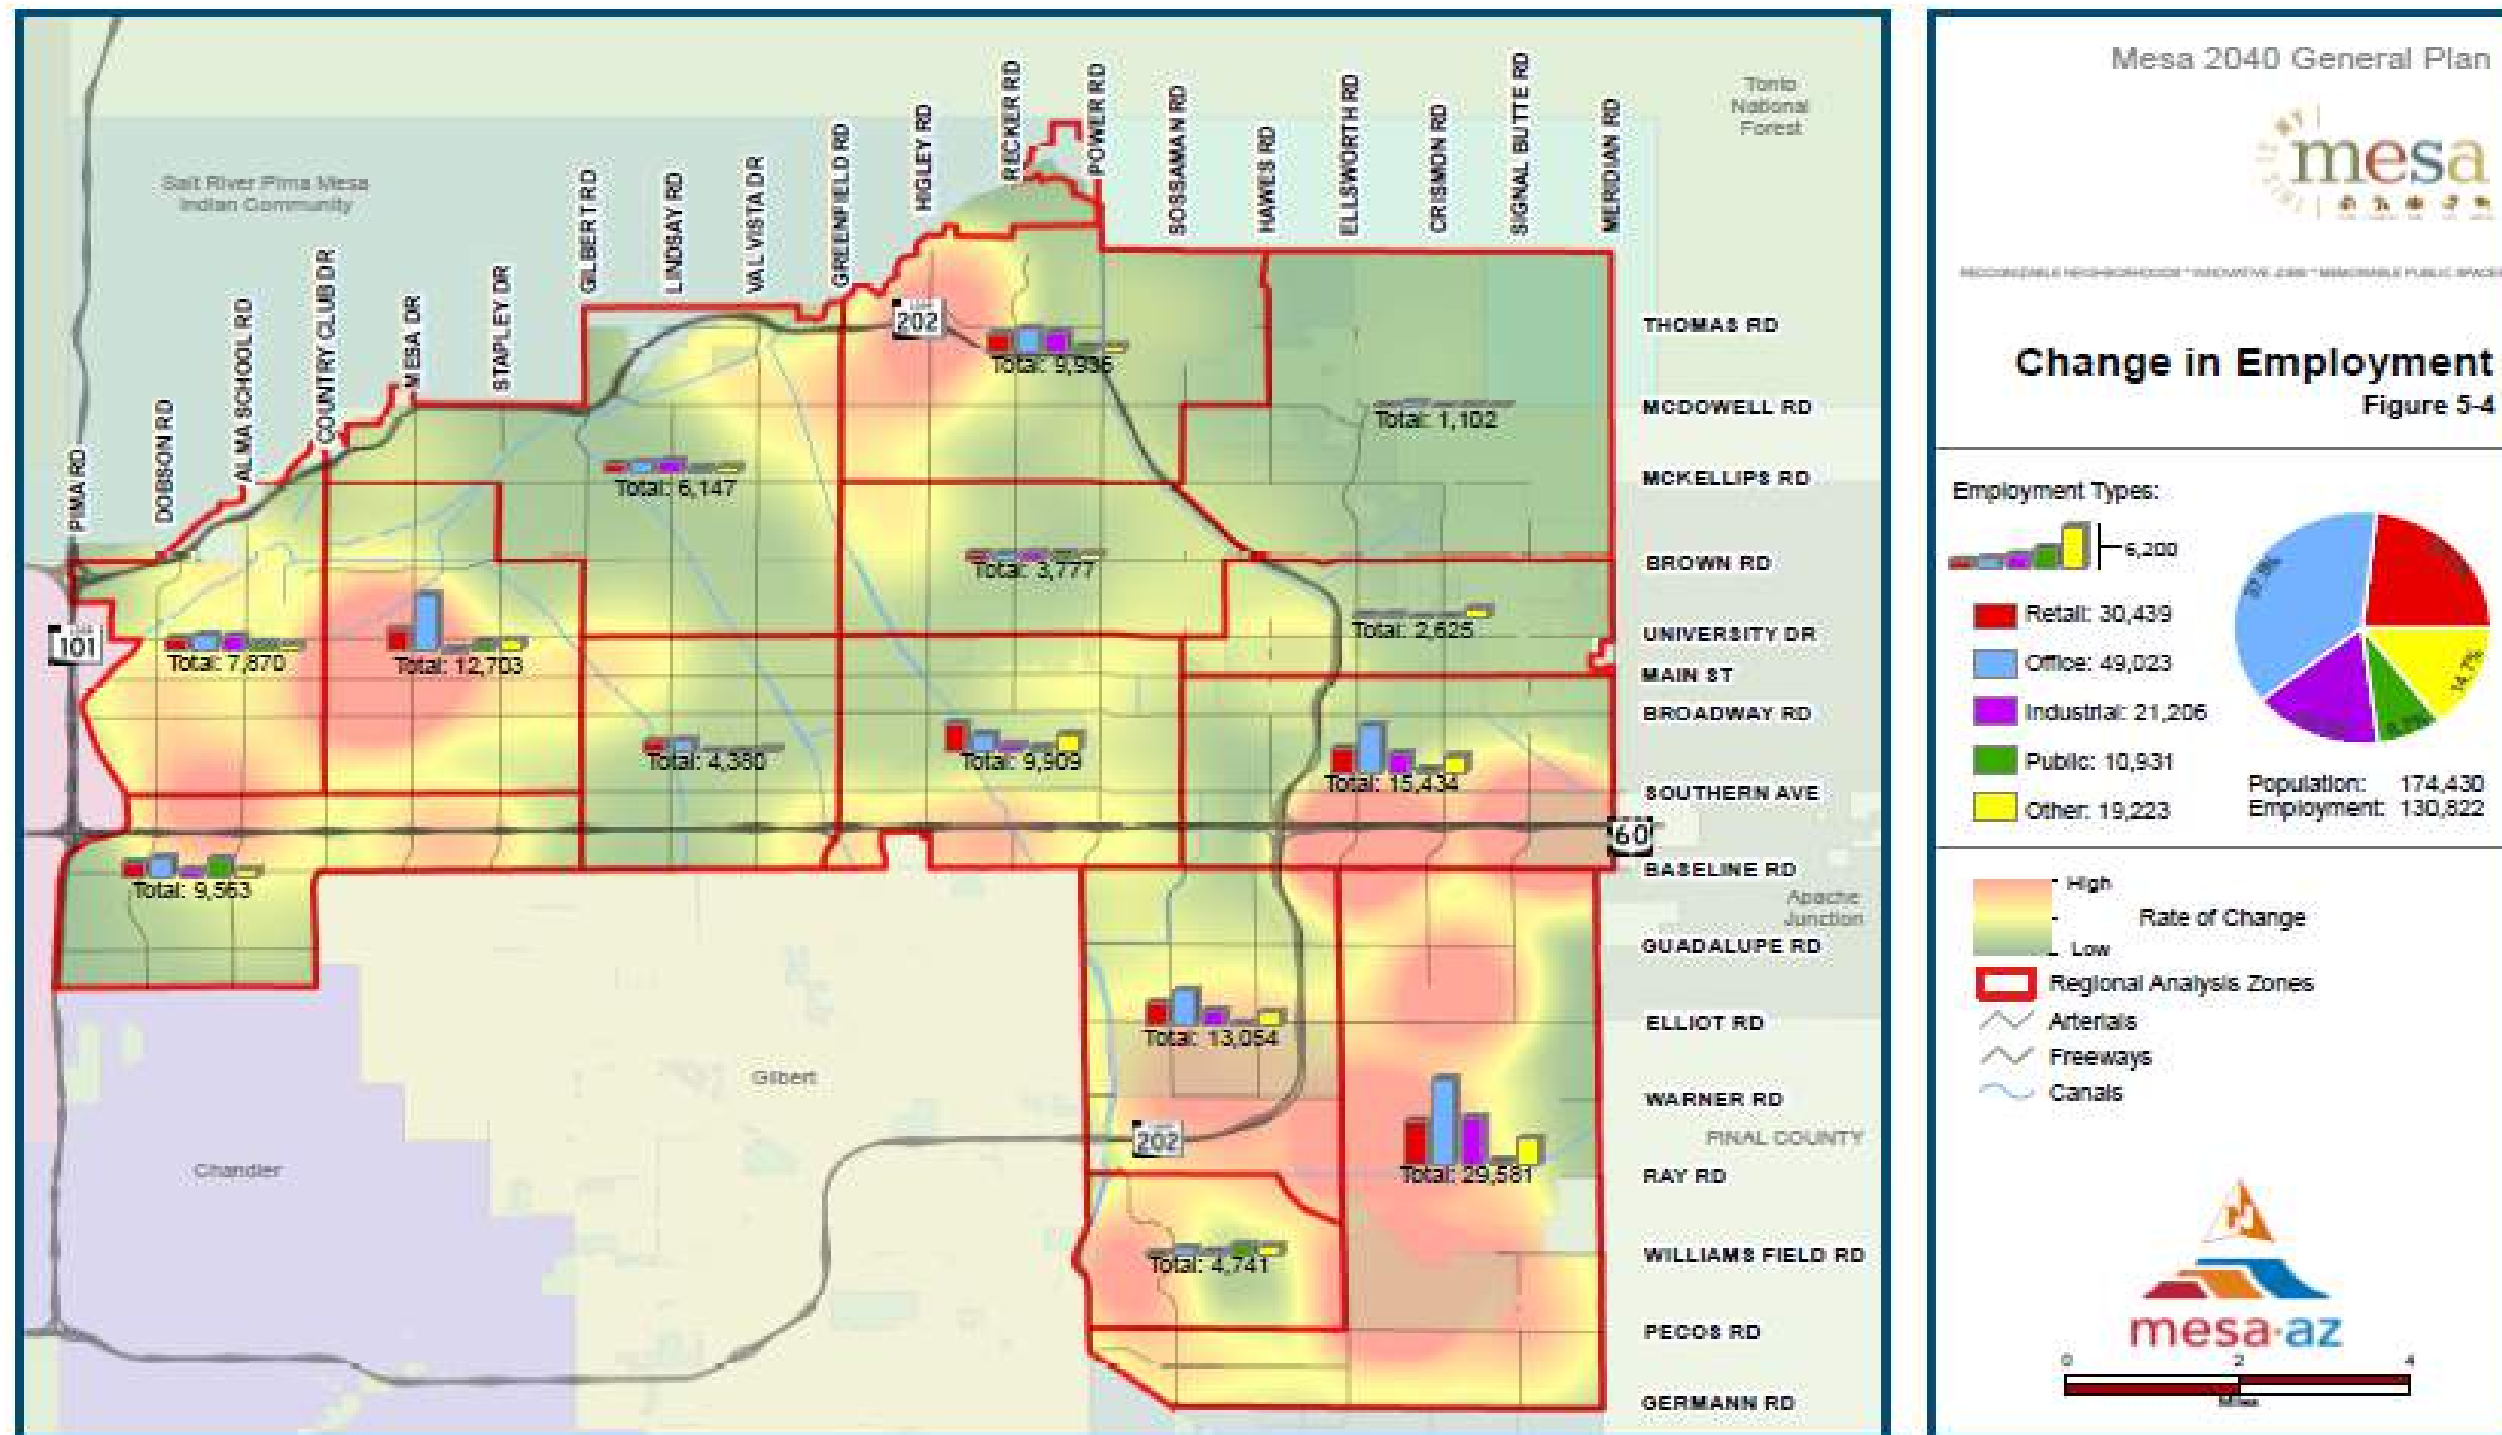 Mesa 2040 General Plan
mesa
Change in Employment
Figure 5-4
Employment Types:
6,200
Retail: 30,439
Office: 49,023
Industrial: 21,206
Public: 10,931
Other: 19,223
14.7%
Population: 174,430
Employment: 130,822
High
Rate of Change
Low
Regional Analysis Zones
Arterials
Freeways
Canals
mesa·az
0 2 4
Miles
Tonto
National
Forest
Salt River Pima Mesa
Indian Community
PIMA RD
DOBSON RD
ALMA SCHOOL RD
COUNTRY CLUB DR
MESA DR
STAPLEY DR
GILBERT RD
LINDSAY RD
VAL VISTA DR
GREENFIELD RD
HIGLEY RD
RECKER RD
POWER RD
SOSSAMAN RD
HAWES RD
ELLSWORTH RD
CRISMON RD
SIGNAL BUTTE RD
MERIDIAN RD
THOMAS RD
MCDOWELL RD
MCKELLIPS RD
BROWN RD
UNIVERSITY DR
MAIN ST
BROADWAY RD
SOUTHERN AVE
BASELINE RD
GUADALUPE RD
ELLIOT RD
WARNER RD
RAY RD
WILLIAMS FIELD RD
PECOS RD
GERMANN RD
202
Total: 9,936
Total: 1,102
Total: 6,147
Total: 3,777
Total: 2,625
101
Total: 7,870
Total: 12,703
Total: 4,380
Total: 9,909
Total: 15,434
60
Total: 9,563
Apache
Junction
Total: 13,054
Gilbert
202
PINAL COUNTY
Chandler
Total: 29,581
Total: 4,741